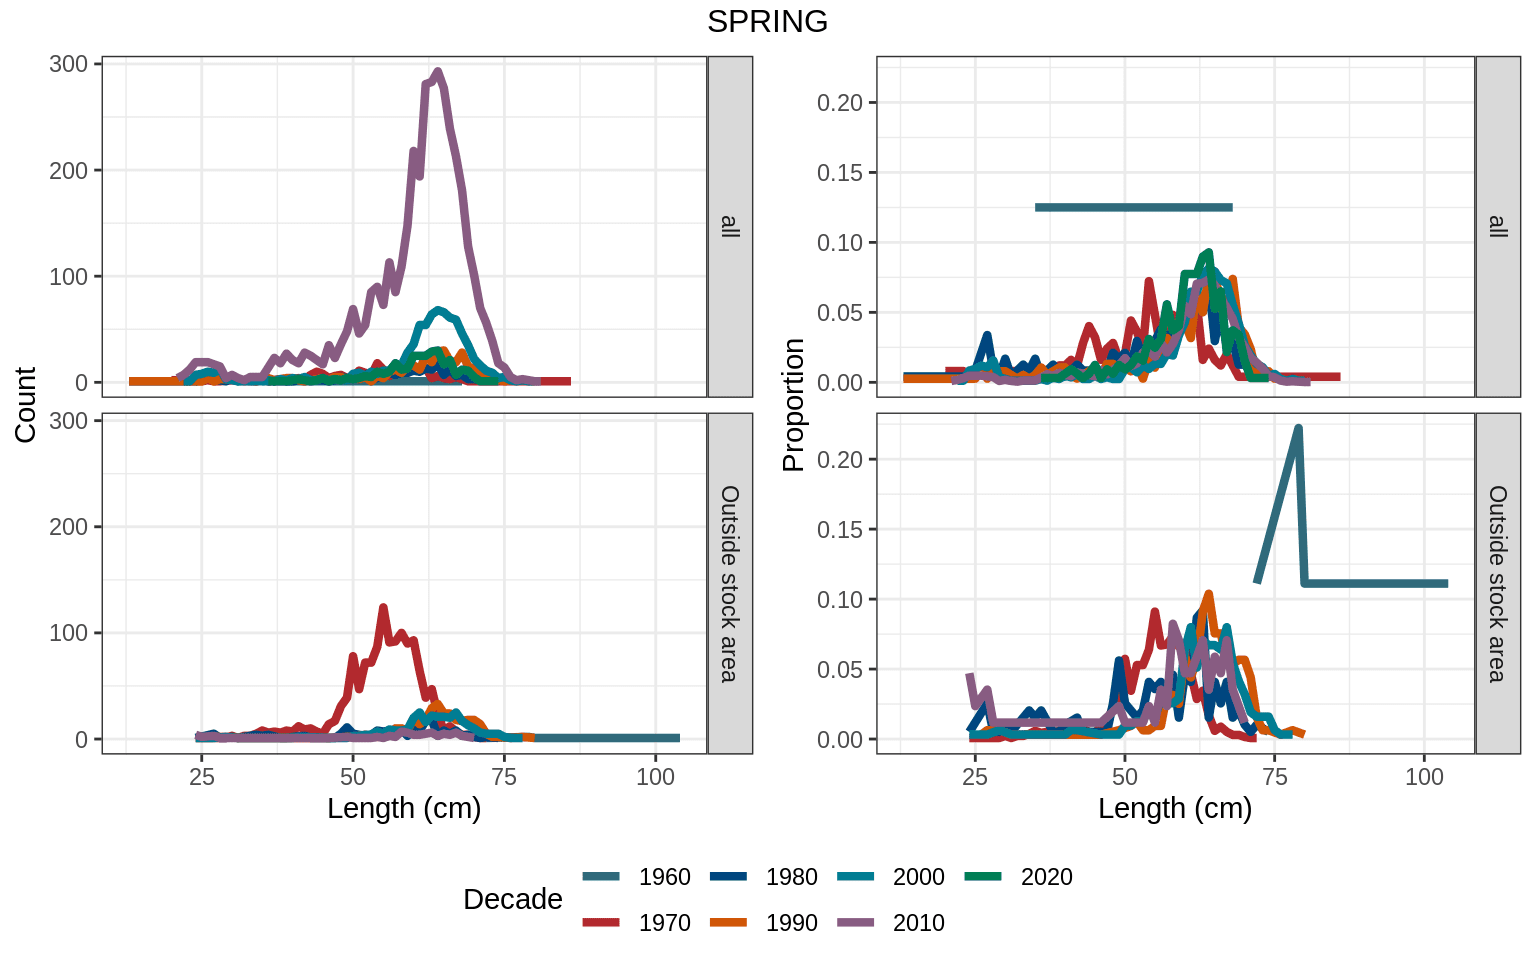 SPRING
Count
300
200
100
0
all
300
200
100
0
Outside stock area
25 50 75 100
Length (cm)
Proportion
0.20
0.15
0.10
0.05
0.00
all
0.20
0.15
0.10
0.05
0.00
Outside stock area
25 50 75 100
Length (cm)
Decade
1960 1980 2000 2020
1970 1990 2010